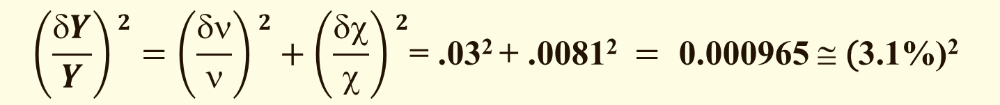 (δY/Y)² = (δν/ν)² + (δχ/χ)² = .03² + .0081² = 0.000965 ≅ (3.1%)²